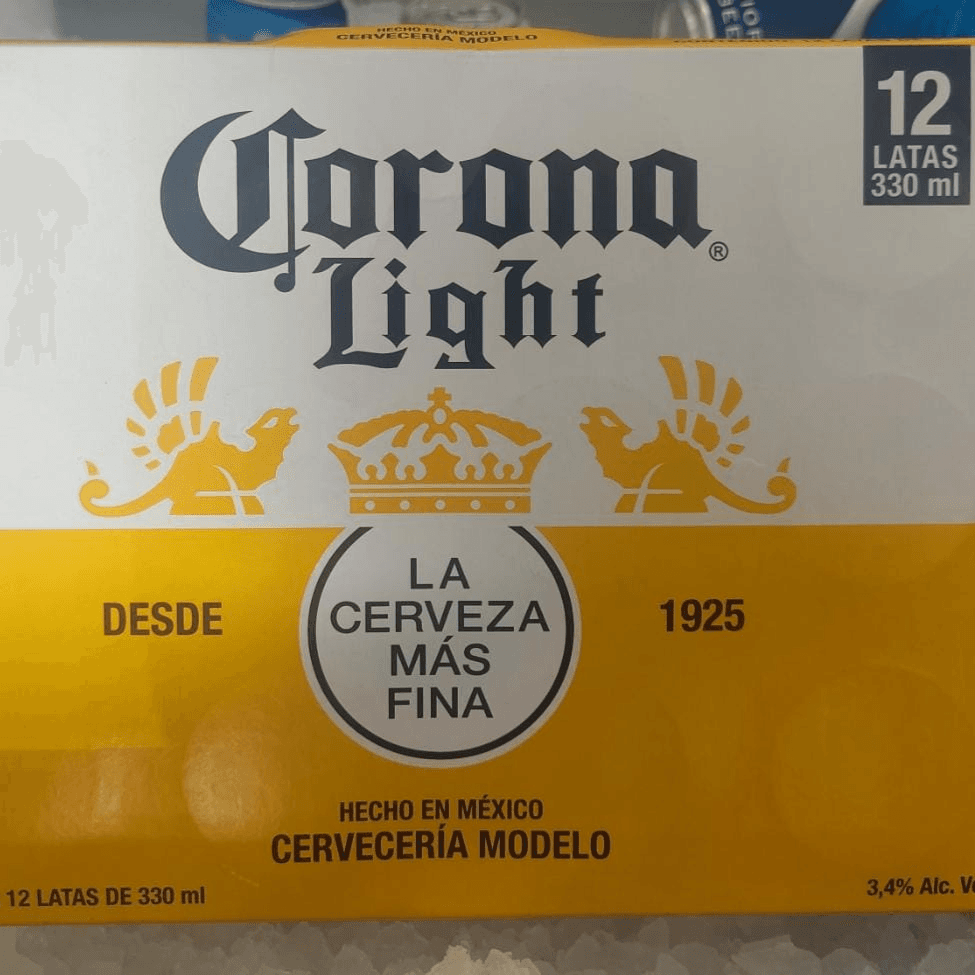 HECHO EN MÉXICO
CERVECERÍA MODELO
12
LATAS
330 ml
Corona
Light
®
LA
CERVEZA
MÁS
FINA
DESDE
1925
HECHO EN MÉXICO
CERVECERÍA MODELO
12 LATAS DE 330 ml
3,4% Alc.